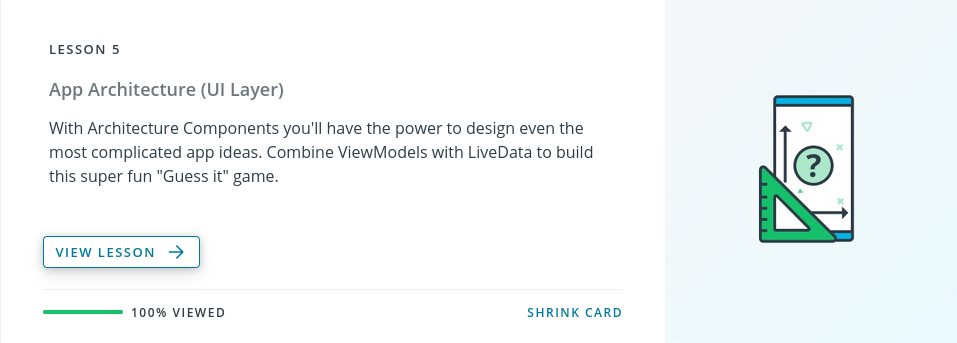 LESSON 5
App Architecture (UI Layer)
With Architecture Components you'll have the power to design even the
most complicated app ideas. Combine ViewModels with LiveData to build
this super fun "Guess it" game.
VIEW LESSON
100% VIEWED
SHRINK CARD
?